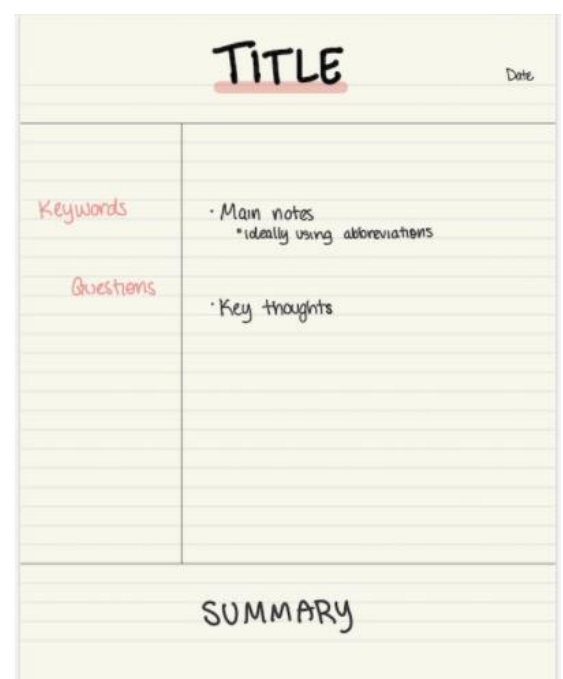 TITLE
Date
Keywords
• Main notes
*ideally using abbreviations
Questions
• Key thoughts
SUMMARY